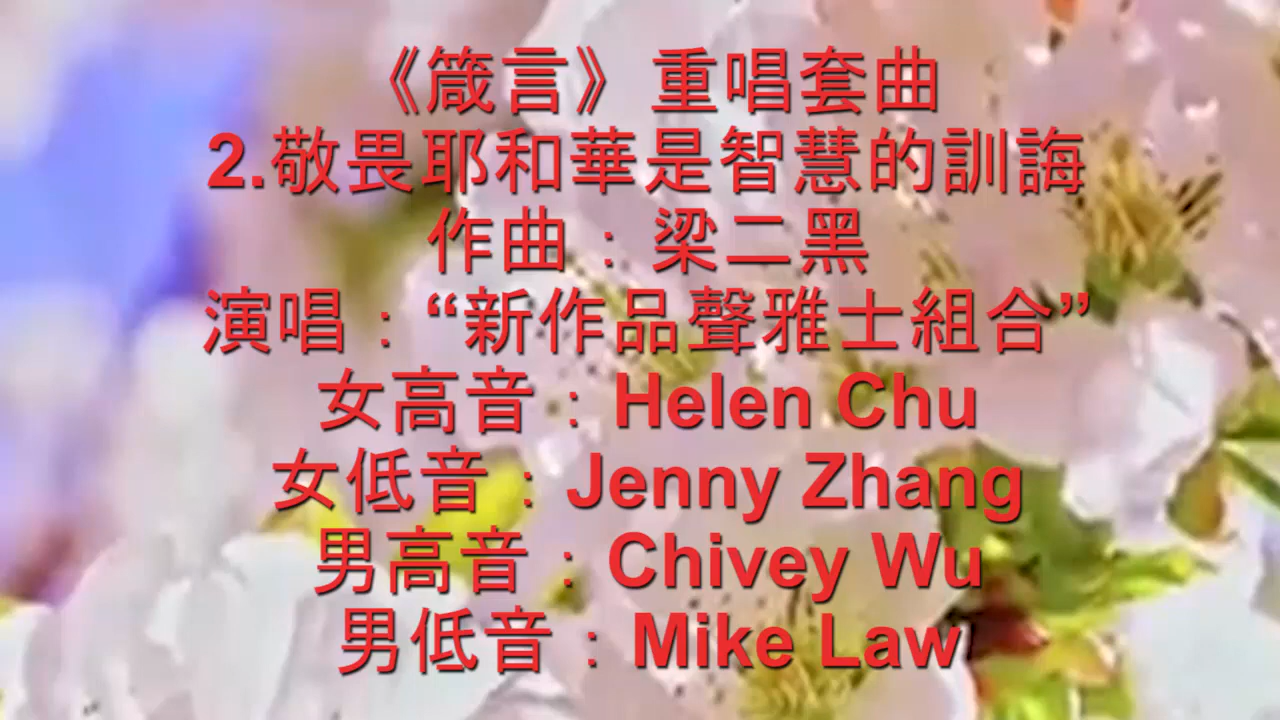 《箴言》重唱套曲
2.敬畏耶和華是智慧的訓誨
作曲：梁二黑
演唱：“新作品聲雅士組合”
女高音：Helen Chu
女低音：Jenny Zhang
男高音：Chivey Wu
男低音：Mike Law